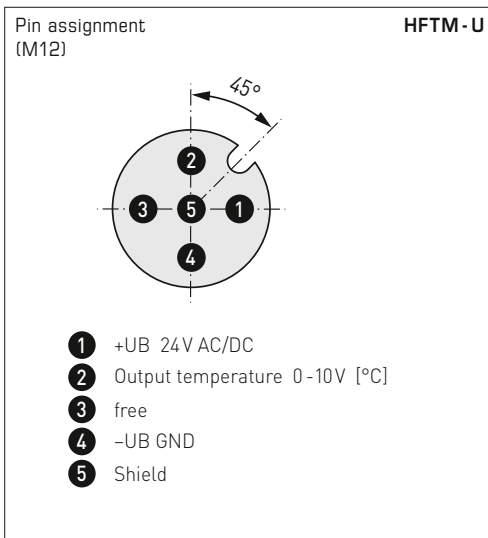 Pin assignment HFTM-U
(M12)
45°
2
3 5 1
4
1 +UB 24V AC/DC
2 Output temperature 0-10V [°C]
3 free
4 –UB GND
5 Shield